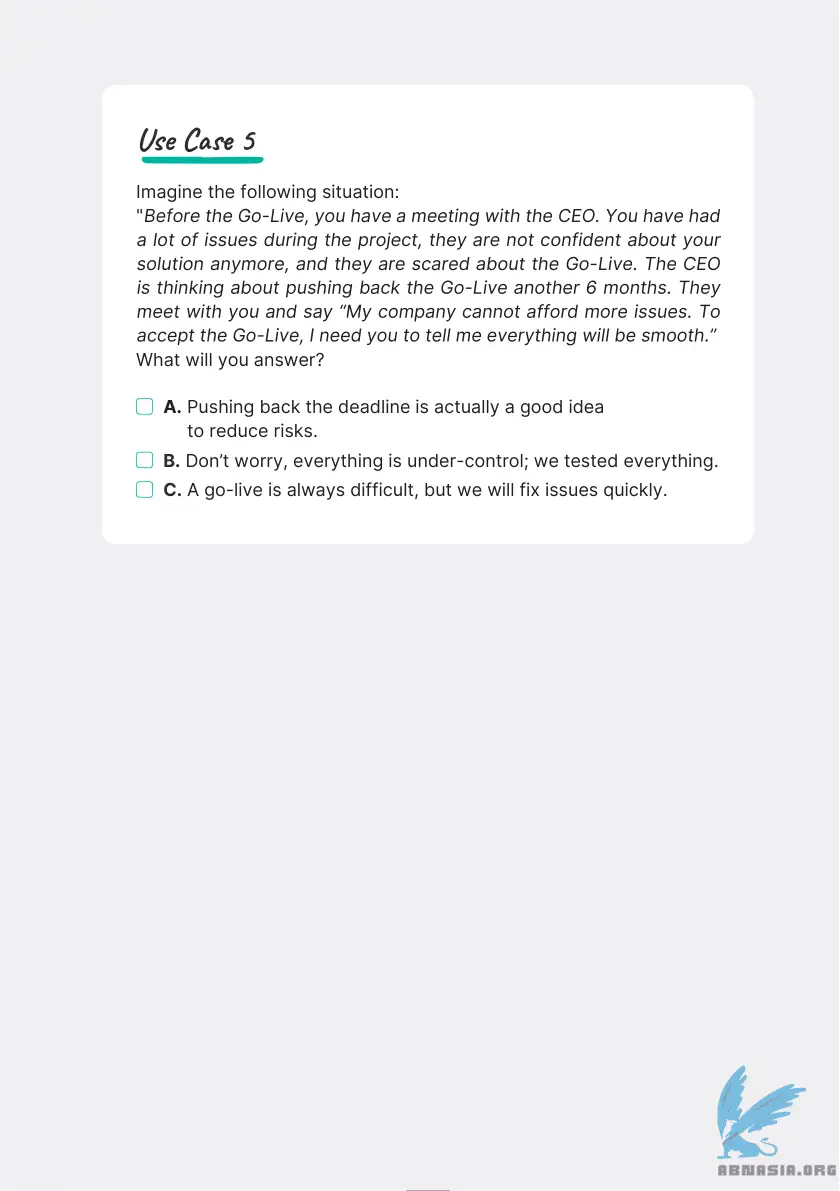 Use Case 5
Imagine the following situation:
"Before the Go-Live, you have a meeting with the CEO. You have had
a lot of issues during the project, they are not confident about your
solution anymore, and they are scared about the Go-Live. The CEO
is thinking about pushing back the Go-Live another 6 months. They
meet with you and say “My company cannot afford more issues. To
accept the Go-Live, I need you to tell me everything will be smooth.”
What will you answer?
A. Pushing back the deadline is actually a good idea
to reduce risks.
B. Don’t worry, everything is under-control; we tested everything.
C. A go-live is always difficult, but we will fix issues quickly.
ABNASIA.ORG